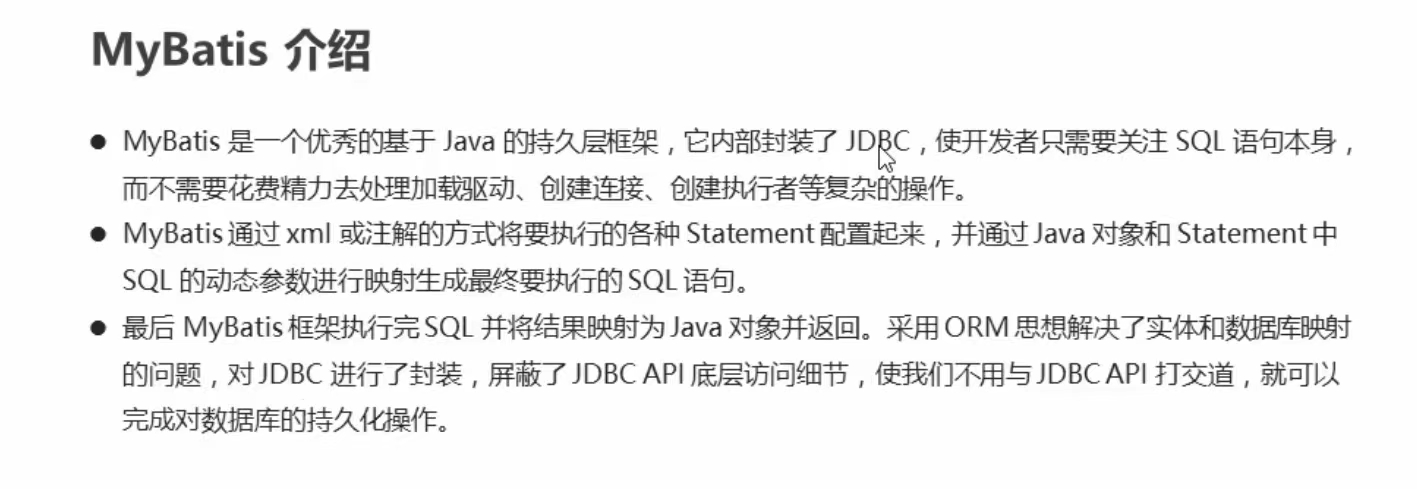 MyBatis 介绍
● MyBatis 是一个优秀的基于 Java 的持久层框架，它内部封装了 JDBC，使开发者只需要关注 SQL 语句本身，
而不需要花费精力去处理加载驱动、创建连接、创建执行者等复杂的操作。
● MyBatis 通过 xml 或注解的方式将要执行的各种 Statement 配置起来，并通过 Java 对象和 Statement 中
SQL 的动态参数进行映射生成最终要执行的 SQL 语句。
● 最后 MyBatis 框架执行完 SQL 并将结果映射为 Java 对象并返回。采用 ORM 思想解决了实体和数据库映射
的问题，对 JDBC 进行了封装，屏蔽了 JDBC API 底层访问细节，使我们不用与 JDBC API 打交道，就可以
完成对数据库的持久化操作。